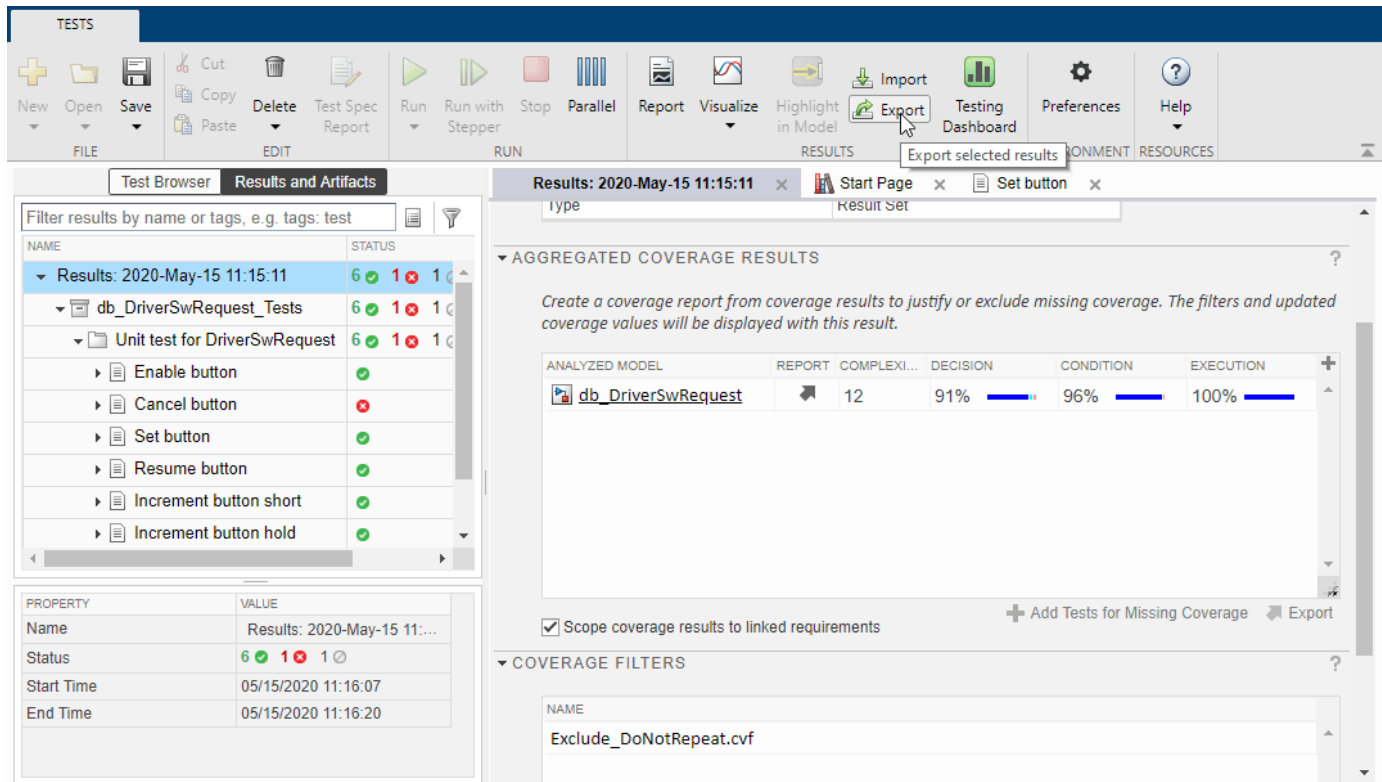 TESTS
New Open Save Cut Copy Paste Delete Test Spec Report Run Run with Stepper Stop Parallel Report Visualize Highlight in Model Import Export Testing Dashboard Preferences Help
FILE EDIT RUN RESULTS ONMENT RESOURCES
Export selected results
Test Browser Results and Artifacts
Filter results by name or tags, e.g. tags: test
NAME STATUS
Results: 2020-May-15 11:15:11 6 1 1
db_DriverSwRequest_Tests 6 1 1
Unit test for DriverSwRequest 6 1 1
Enable button
Cancel button
Set button
Resume button
Increment button short
Increment button hold
PROPERTY VALUE
Name Results: 2020-May-15 11:...
Status 6 1 1
Start Time 05/15/2020 11:16:07
End Time 05/15/2020 11:16:20
Results: 2020-May-15 11:15:11 Start Page Set button
Type Result Set
AGGREGATED COVERAGE RESULTS ?
Create a coverage report from coverage results to justify or exclude missing coverage. The filters and updated
coverage values will be displayed with this result.
ANALYZED MODEL REPORT COMPLEXI... DECISION CONDITION EXECUTION
db_DriverSwRequest 12 91% 96% 100%
Add Tests for Missing Coverage Export
Scope coverage results to linked requirements
COVERAGE FILTERS ?
NAME
Exclude_DoNotRepeat.cvf